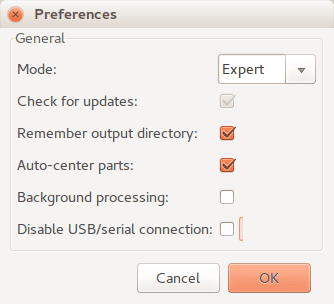 Preferences
General
Mode: Expert
Check for updates:
Remember output directory:
Auto-center parts:
Background processing:
Disable USB/serial connection:
Cancel OK